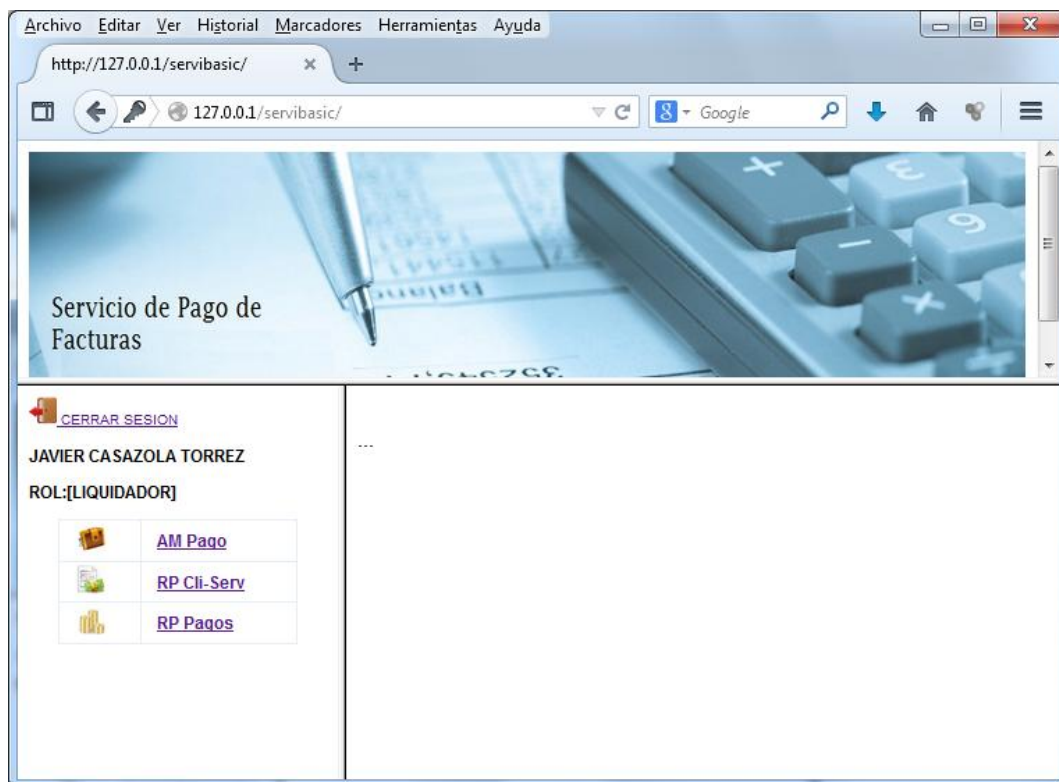 Archivo Editar Ver Historial Marcadores Herramientas Ayuda
http://127.0.0.1/servibasic/
127.0.0.1/servibasic/
Google
Servicio de Pago de
Facturas
Balance
CERRAR SESION
JAVIER CASAZOLA TORREZ
ROL:[LIQUIDADOR]
...
AM Pago
RP Cli-Serv
RP Pagos